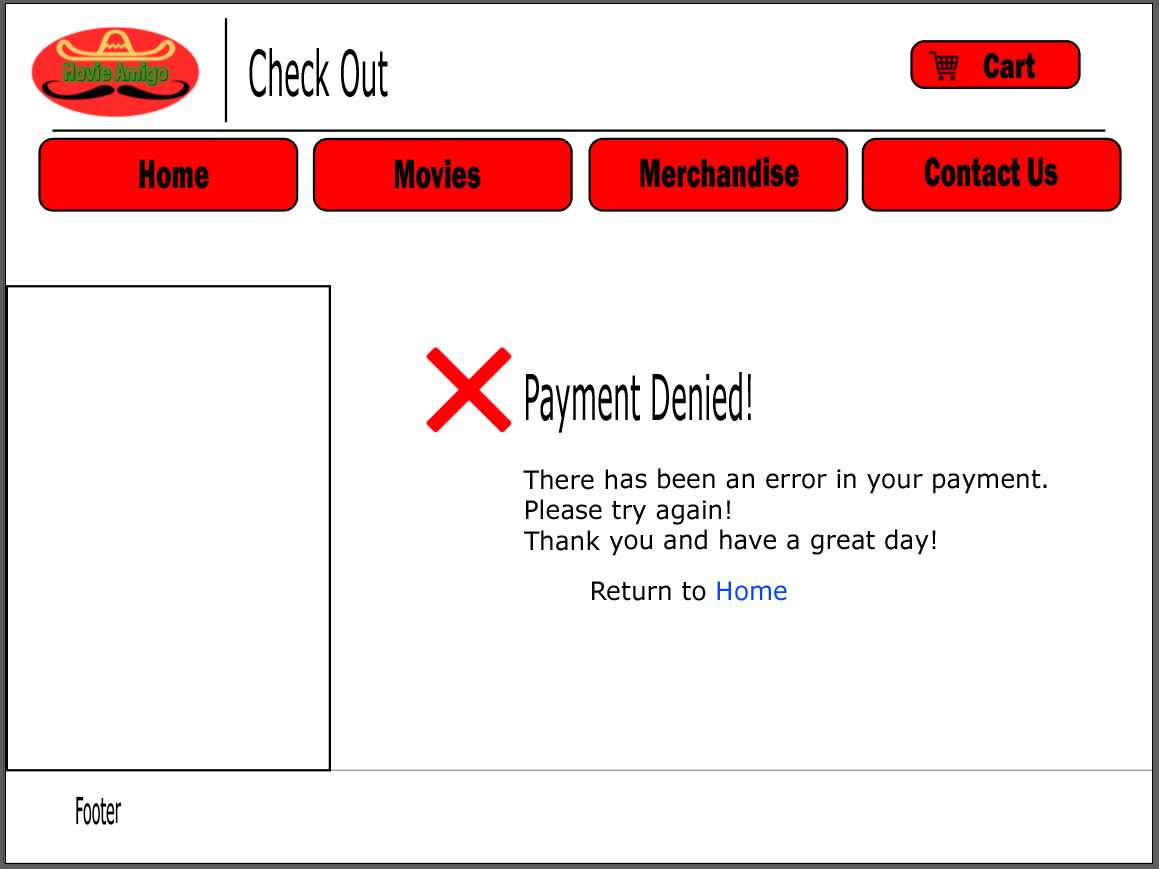 Movie Amigo
Check Out
Cart
Home
Movies
Merchandise
Contact Us
Payment Denied!
There has been an error in your payment.
Please try again!
Thank you and have a great day!
Return to Home
Footer